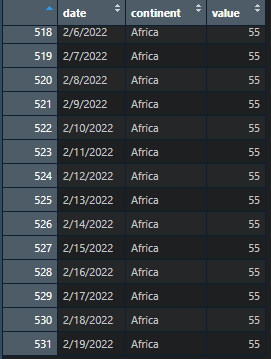 date continent value
518 2/6/2022 Africa 55
519 2/7/2022 Africa 55
520 2/8/2022 Africa 55
521 2/9/2022 Africa 55
522 2/10/2022 Africa 55
523 2/11/2022 Africa 55
524 2/12/2022 Africa 55
525 2/13/2022 Africa 55
526 2/14/2022 Africa 55
527 2/15/2022 Africa 55
528 2/16/2022 Africa 55
529 2/17/2022 Africa 55
530 2/18/2022 Africa 55
531 2/19/2022 Africa 55